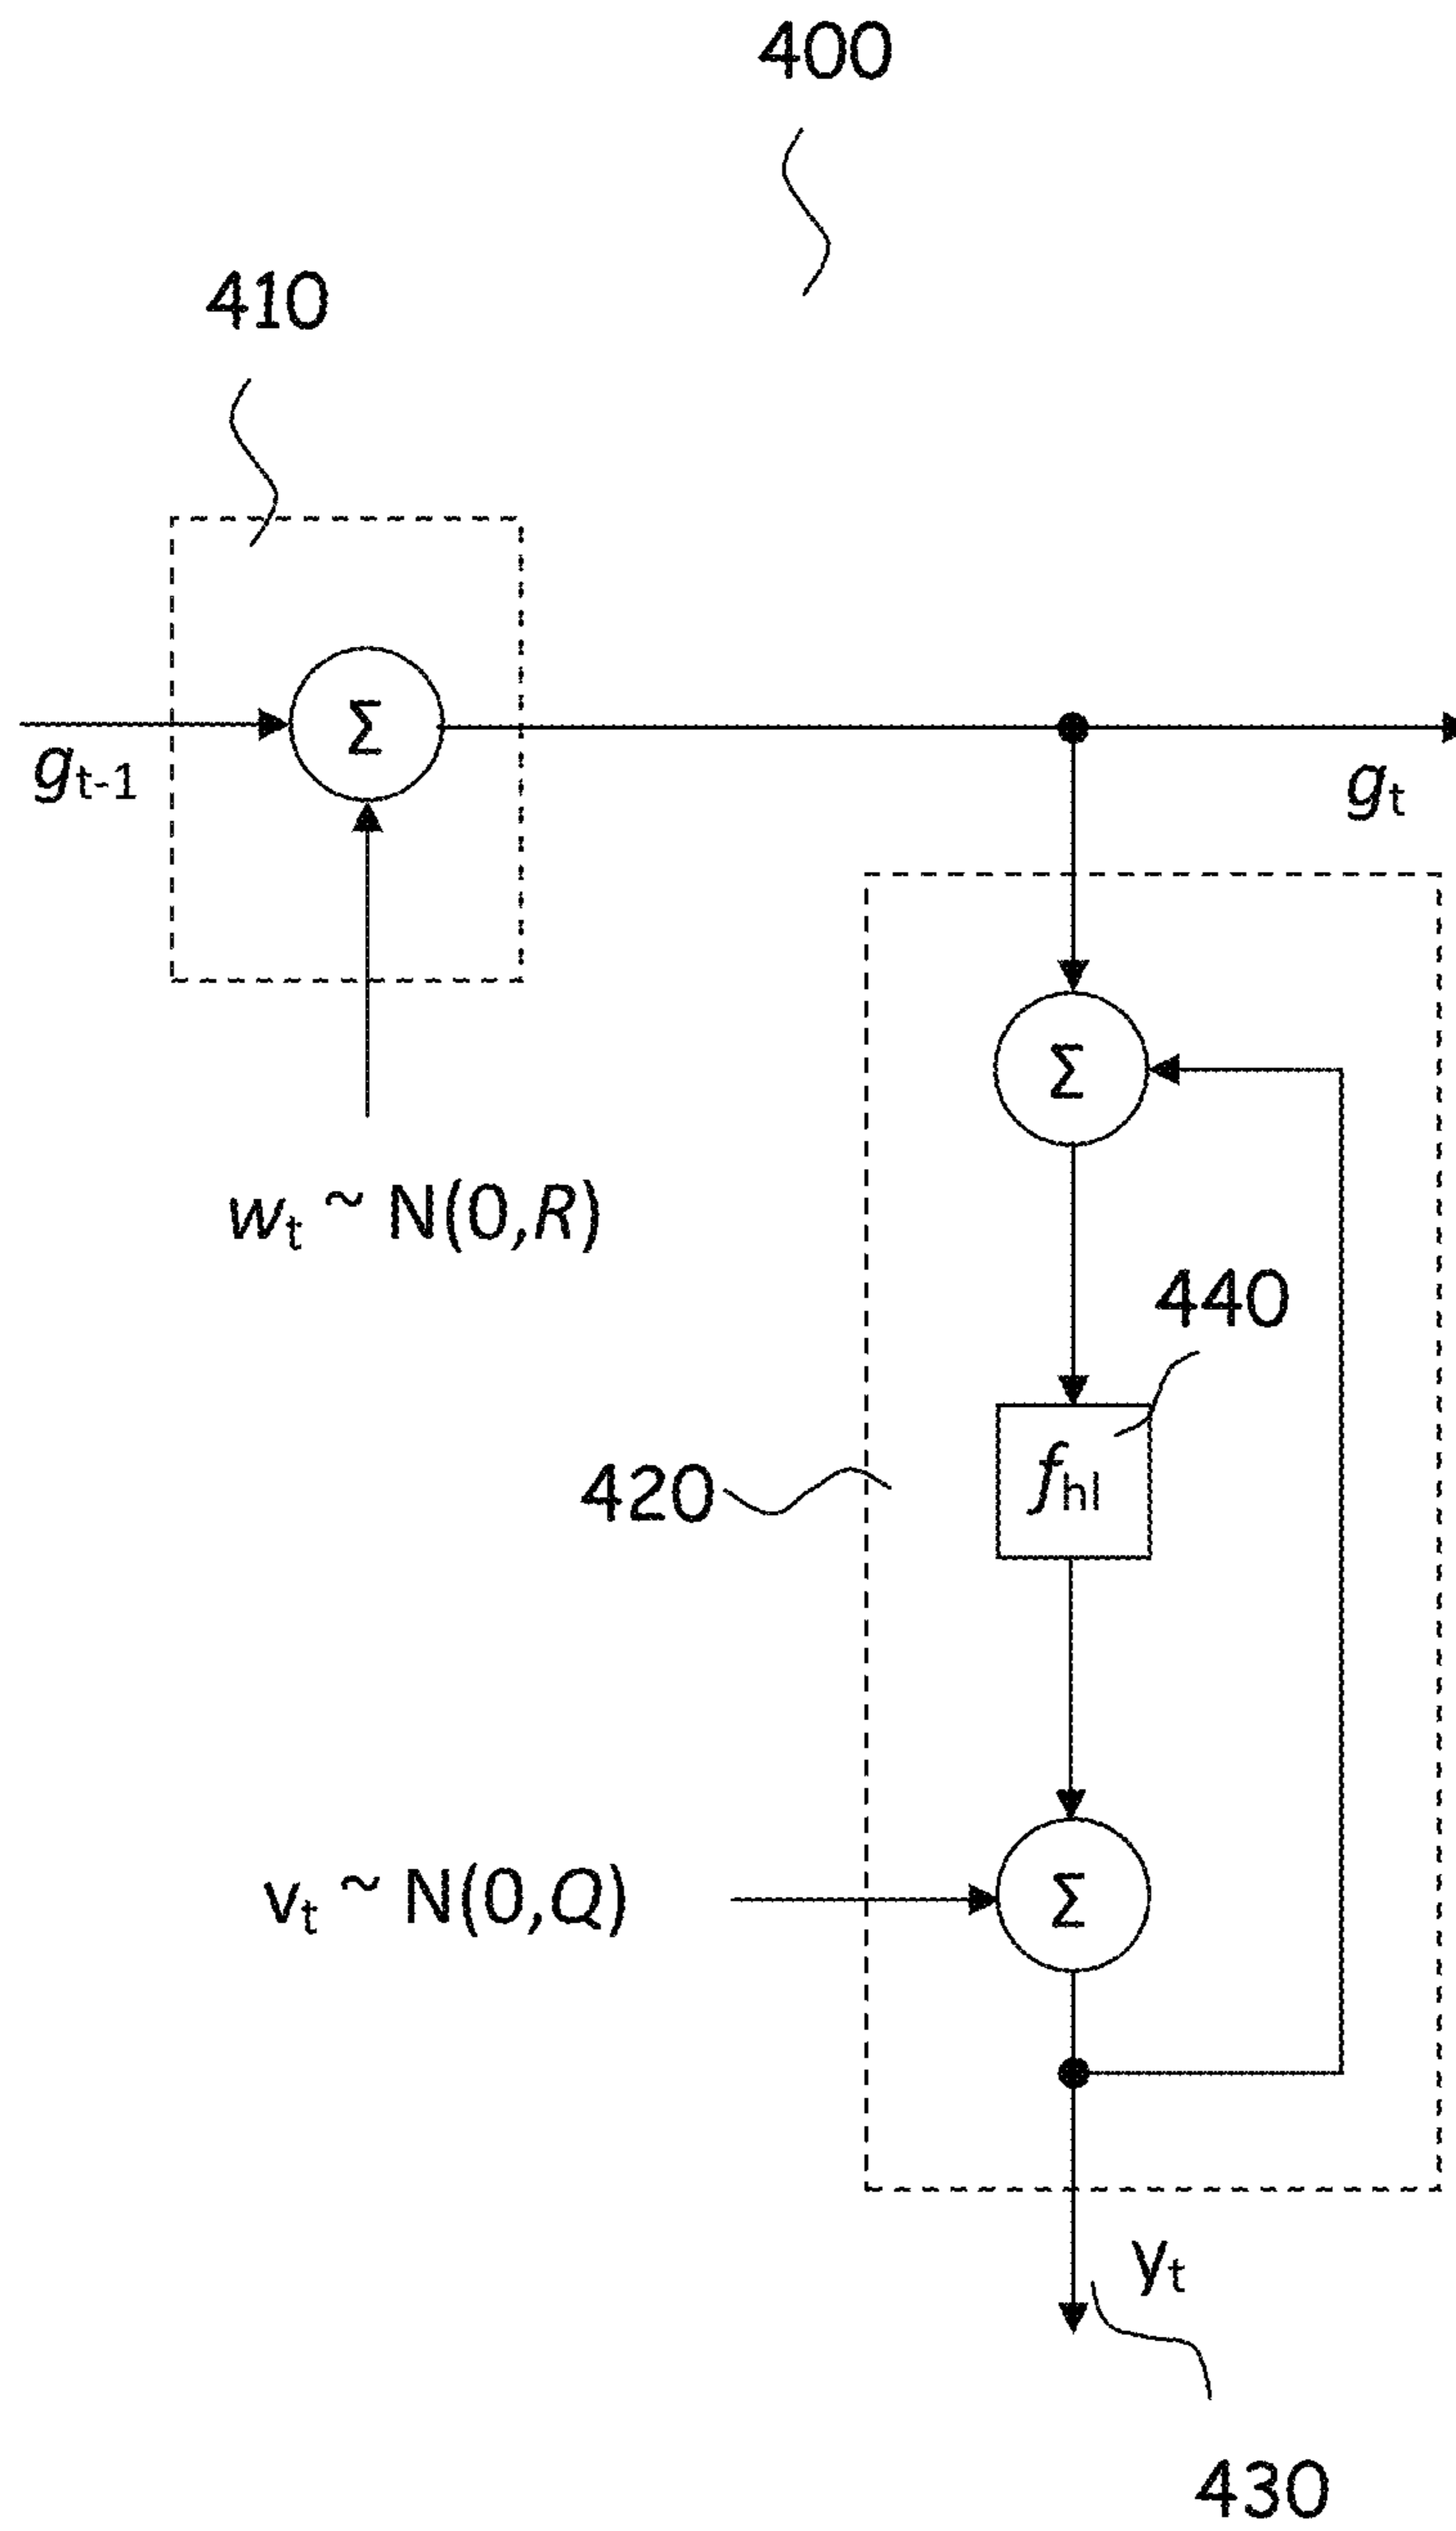 400
410
Σ
g_t-1
g_t
Σ
w_t ~ N(0,R)
440
f_hl
420
v_t ~ N(0,Q)
Σ
y_t
430